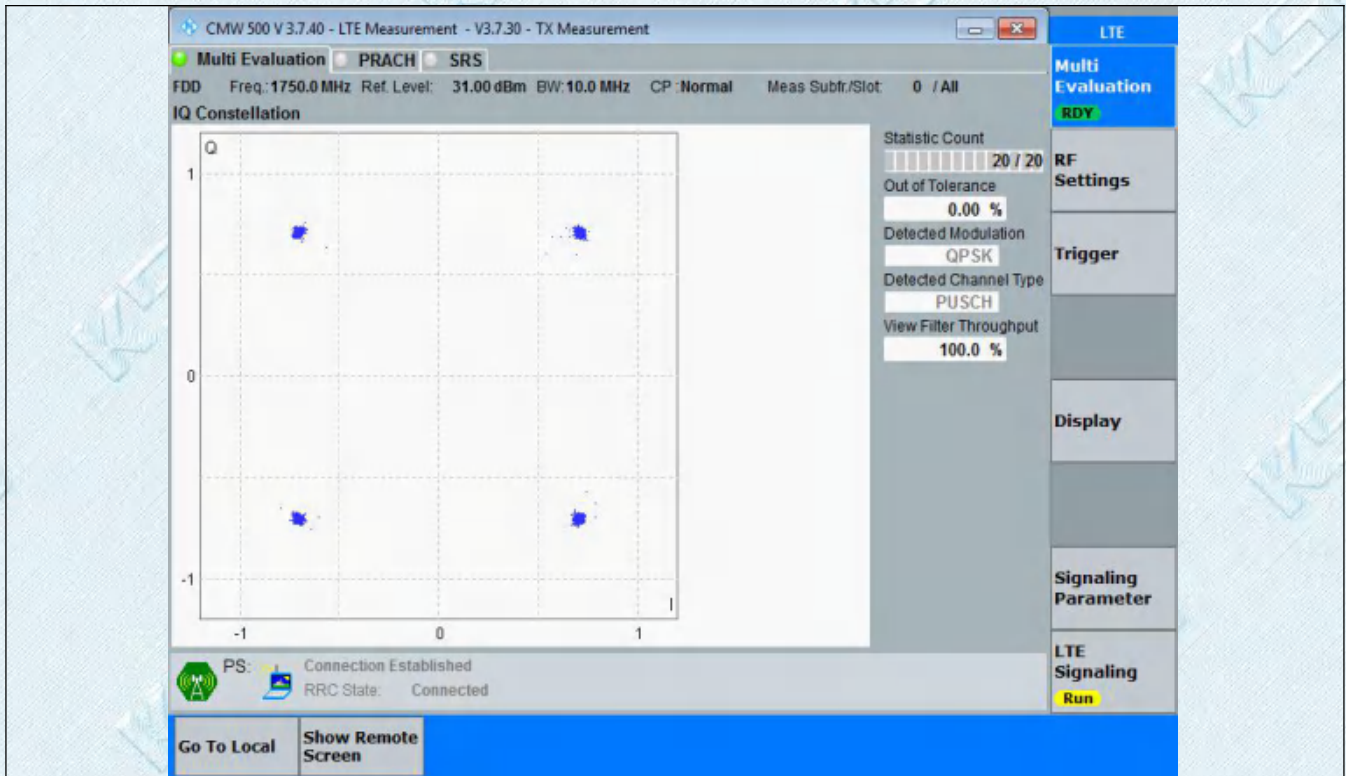 CMW 500 V 3.7.40 - LTE Measurement - V3.7.30 - TX Measurement
LTE
Multi Evaluation PRACH SRS
FDD Freq.: 1750.0 MHz Ref. Level: 31.00 dBm BW: 10.0 MHz CP :Normal Meas Subfr./Slot: 0 / All
IQ Constellation
Q
1
0
-1
-1 0 1
I
Statistic Count
20 / 20
Out of Tolerance
0.00 %
Detected Modulation
QPSK
Detected Channel Type
PUSCH
View Filter Throughput
100.0 %
Multi
Evaluation
RDY
RF
Settings
Trigger
Display
Signaling
Parameter
LTE
Signaling
Run
PS: Connection Established
RRC State: Connected
Go To Local
Show Remote
Screen